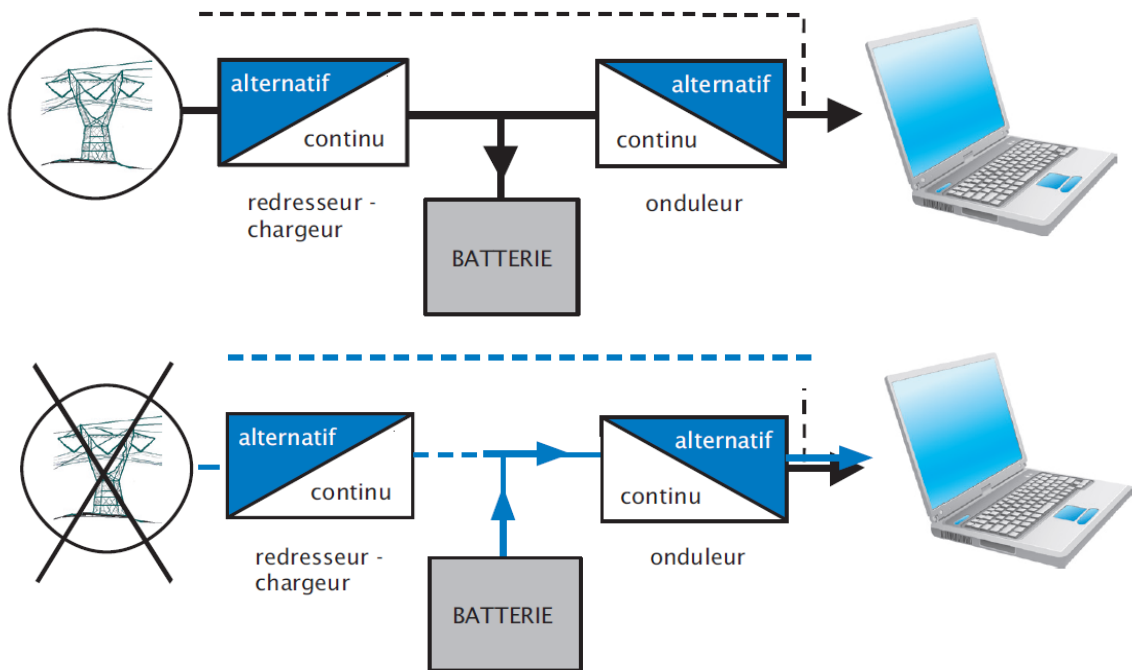 alternatif
continu
alternatif
continu
redresseur -
chargeur
onduleur
BATTERIE
alternatif
continu
alternatif
continu
redresseur -
chargeur
onduleur
BATTERIE